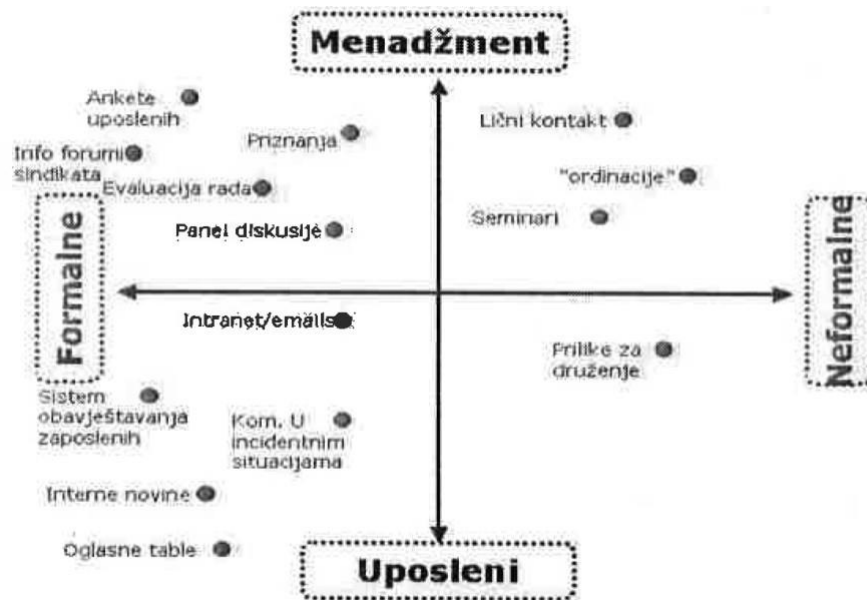 Menadžment
Ankete
uposlenih
Priznanja
Lični kontakt
Info forumi
sindikata
Evaluacija rada
"ordinacije"
Panel diskusije
Seminari
Formalne
Neformalne
Intranet/emails
Prilike za
druženje
Sistem
obavještavanja
zaposlenih
Kom. U
incidentnim
situacijama
Interne novine
Oglasne table
Uposleni